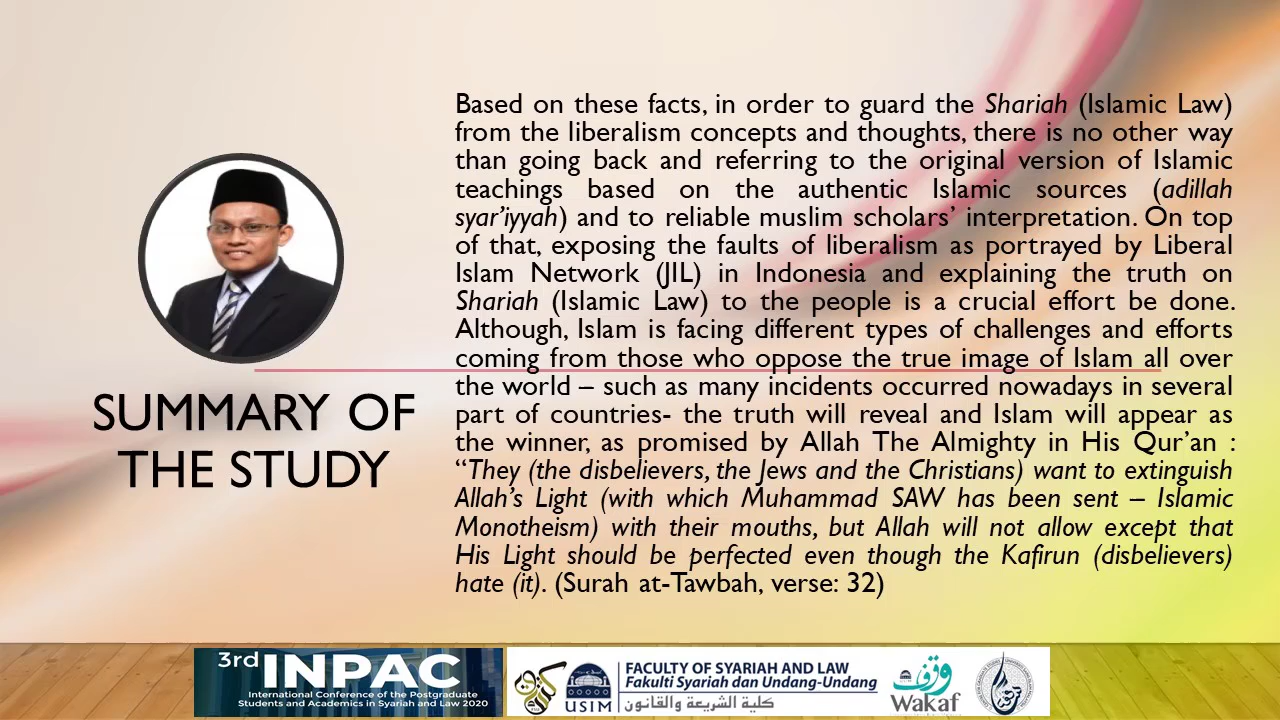 Based on these facts, in order to guard the Shariah (Islamic Law)
from the liberalism concepts and thoughts, there is no other way
than going back and referring to the original version of Islamic
teachings based on the authentic Islamic sources (adillah
syar’iyyah) and to reliable muslim scholars’ interpretation. On top
of that, exposing the faults of liberalism as portrayed by Liberal
Islam Network (JIL) in Indonesia and explaining the truth on
Shariah (Islamic Law) to the people is a crucial effort be done.
Although, Islam is facing different types of challenges and efforts
coming from those who oppose the true image of Islam all over
the world – such as many incidents occurred nowadays in several
part of countries- the truth will reveal and Islam will appear as
the winner, as promised by Allah The Almighty in His Qur’an :
“They (the disbelievers, the Jews and the Christians) want to extinguish
Allah’s Light (with which Muhammad SAW has been sent – Islamic
Monotheism) with their mouths, but Allah will not allow except that
His Light should be perfected even though the Kafirun (disbelievers)
hate (it). (Surah at-Tawbah, verse: 32)
SUMMARY OF
THE STUDY
3rd INPAC
International Conference of the Postgraduate
Students and Academics in Syariah and Law 2020
USIM
FACULTY OF SYARIAH AND LAW
Fakulti Syariah dan Undang-Undang
كلية الشريعة والقانون
وقف
Wakaf